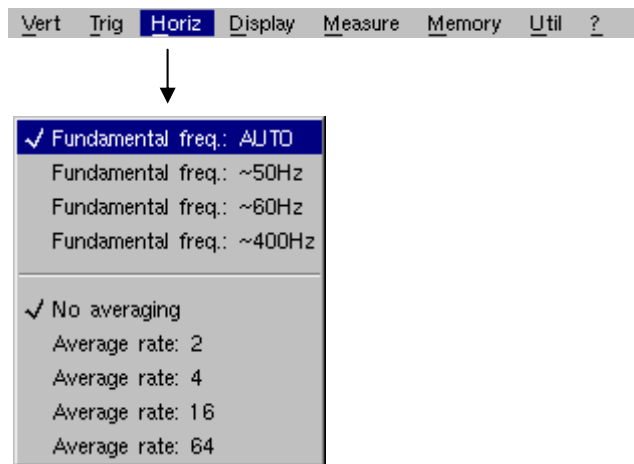 Vert Trig Horiz Display Measure Memory Util ?
✓ Fundamental freq.: AUTO
Fundamental freq.: ~50Hz
Fundamental freq.: ~60Hz
Fundamental freq.: ~400Hz
✓ No averaging
Average rate: 2
Average rate: 4
Average rate: 16
Average rate: 64